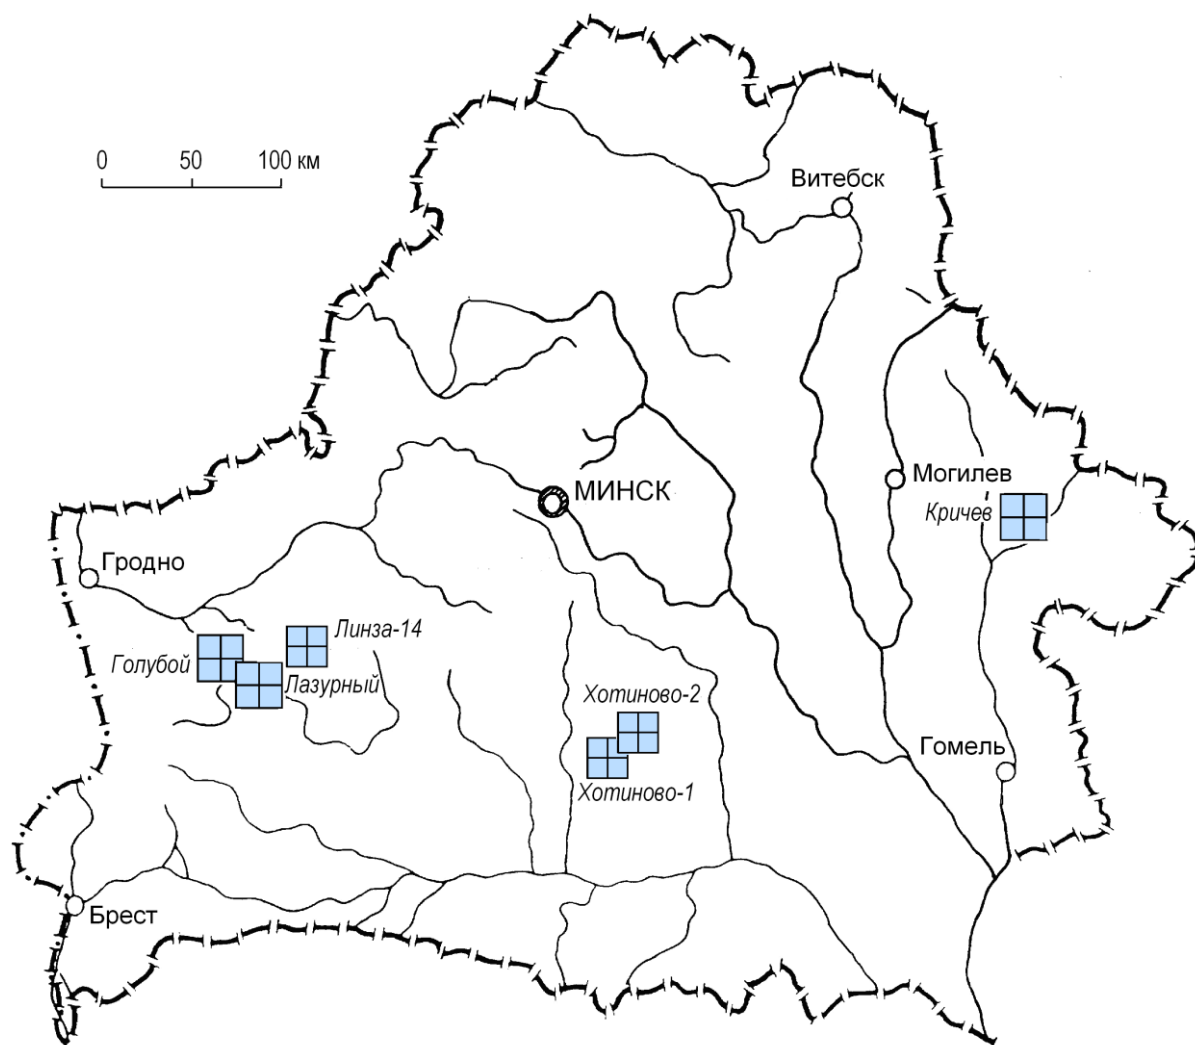 0 50 100 км
Витебск
Могилев
МИНСК
Кричев
Гродно
Линза-14
Голубой
Лазурный
Хотиново-2
Гомель
Хотиново-1
Брест